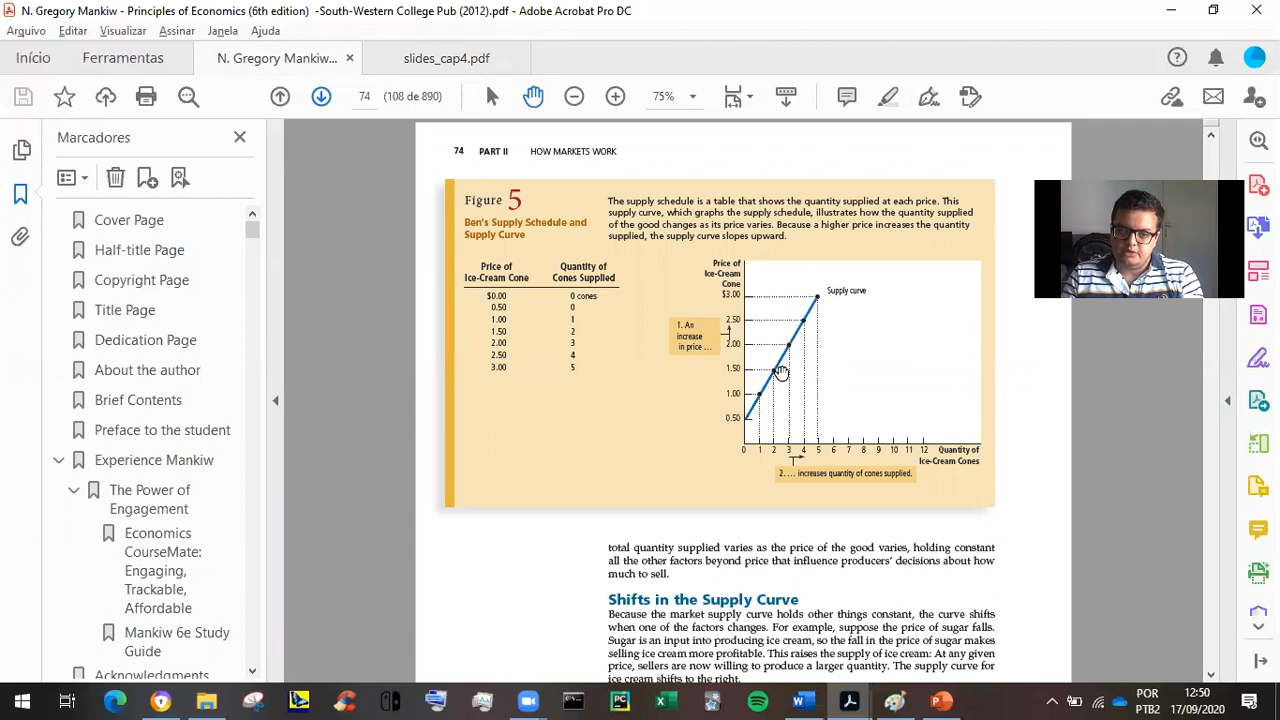 N. Gregory Mankiw - Principles of Economics (6th edition)  -South-Western College Pub (2012).pdf - Adobe Acrobat Pro DC
Arquivo Editar Visualizar Assinar Janela Ajuda
Início Ferramentas N. Gregory Mankiw... × slides_cap4.pdf
74 (108 de 890) 75%
Marcadores
Cover Page
Half-title Page
Copyright Page
Title Page
Dedication Page
About the author
Brief Contents
Preface to the student
Experience Mankiw
The Power of
Engagement
Economics
CourseMate:
Engaging,
Trackable,
Affordable
Mankiw 6e Study
Guide
Acknowledgments
74 PART II HOW MARKETS WORK
Figure 5
Ben's Supply Schedule and
Supply Curve
The supply schedule is a table that shows the quantity supplied at each price. This
supply curve, which graphs the supply schedule, illustrates how the quantity supplied
of the good changes as its price varies. Because a higher price increases the quantity
supplied, the supply curve slopes upward.
Price of Quantity of
Ice-Cream Cone Cones Supplied
$0.00 0 cones
0.50 0
1.00 1
1.50 2
2.00 3
2.50 4
3.00 5
Price of
Ice-Cream
Cone
$3.00
2.50
2.00
1.50
1.00
0.50
Supply curve
1. An
increase
in price ...
0 1 2 3 4 5 6 7 8 9 10 11 12 Quantity of
Ice-Cream Cones
2. ... increases quantity of cones supplied.
total quantity supplied varies as the price of the good varies, holding constant
all the other factors beyond price that influence producers' decisions about how
much to sell.
Shifts in the Supply Curve
Because the market supply curve holds other things constant, the curve shifts
when one of the factors changes. For example, suppose the price of sugar falls.
Sugar is an input into producing ice cream, so the fall in the price of sugar makes
selling ice cream more profitable. This raises the supply of ice cream: At any given
price, sellers are now willing to produce a larger quantity. The supply curve for
ice cream shifts to the right.
POR 12:50
PTB2 17/09/2020